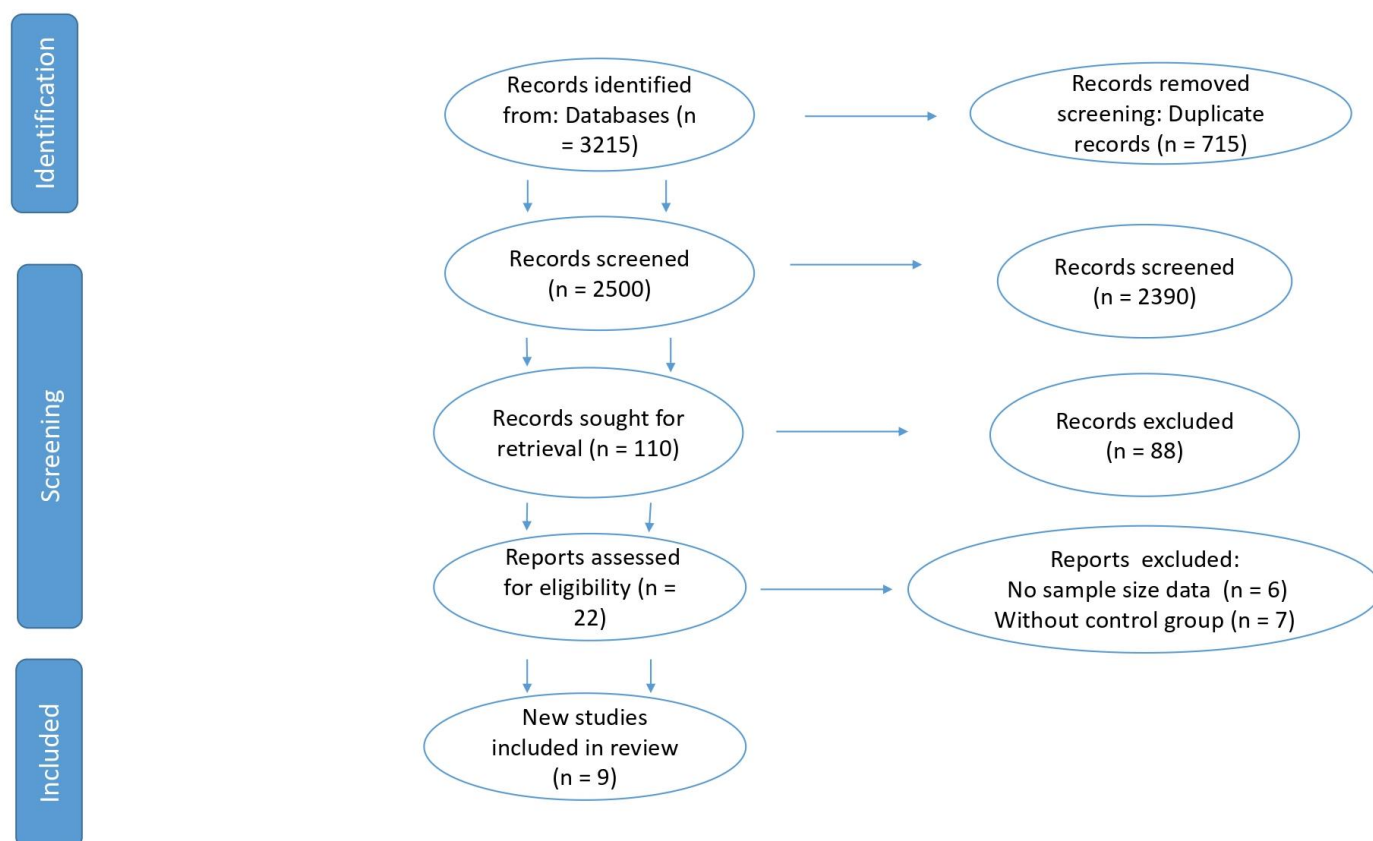 Identification
Records identified
from: Databases (n
= 3215)
Records removed
screening: Duplicate
records (n = 715)
Screening
Records screened
(n = 2500)
Records screened
(n = 2390)
Records sought for
retrieval (n = 110)
Records excluded
(n = 88)
Reports assessed
for eligibility (n =
22)
Reports  excluded:
No sample size data  (n = 6)
Without control group (n = 7)
Included
New studies
included in review
(n = 9)